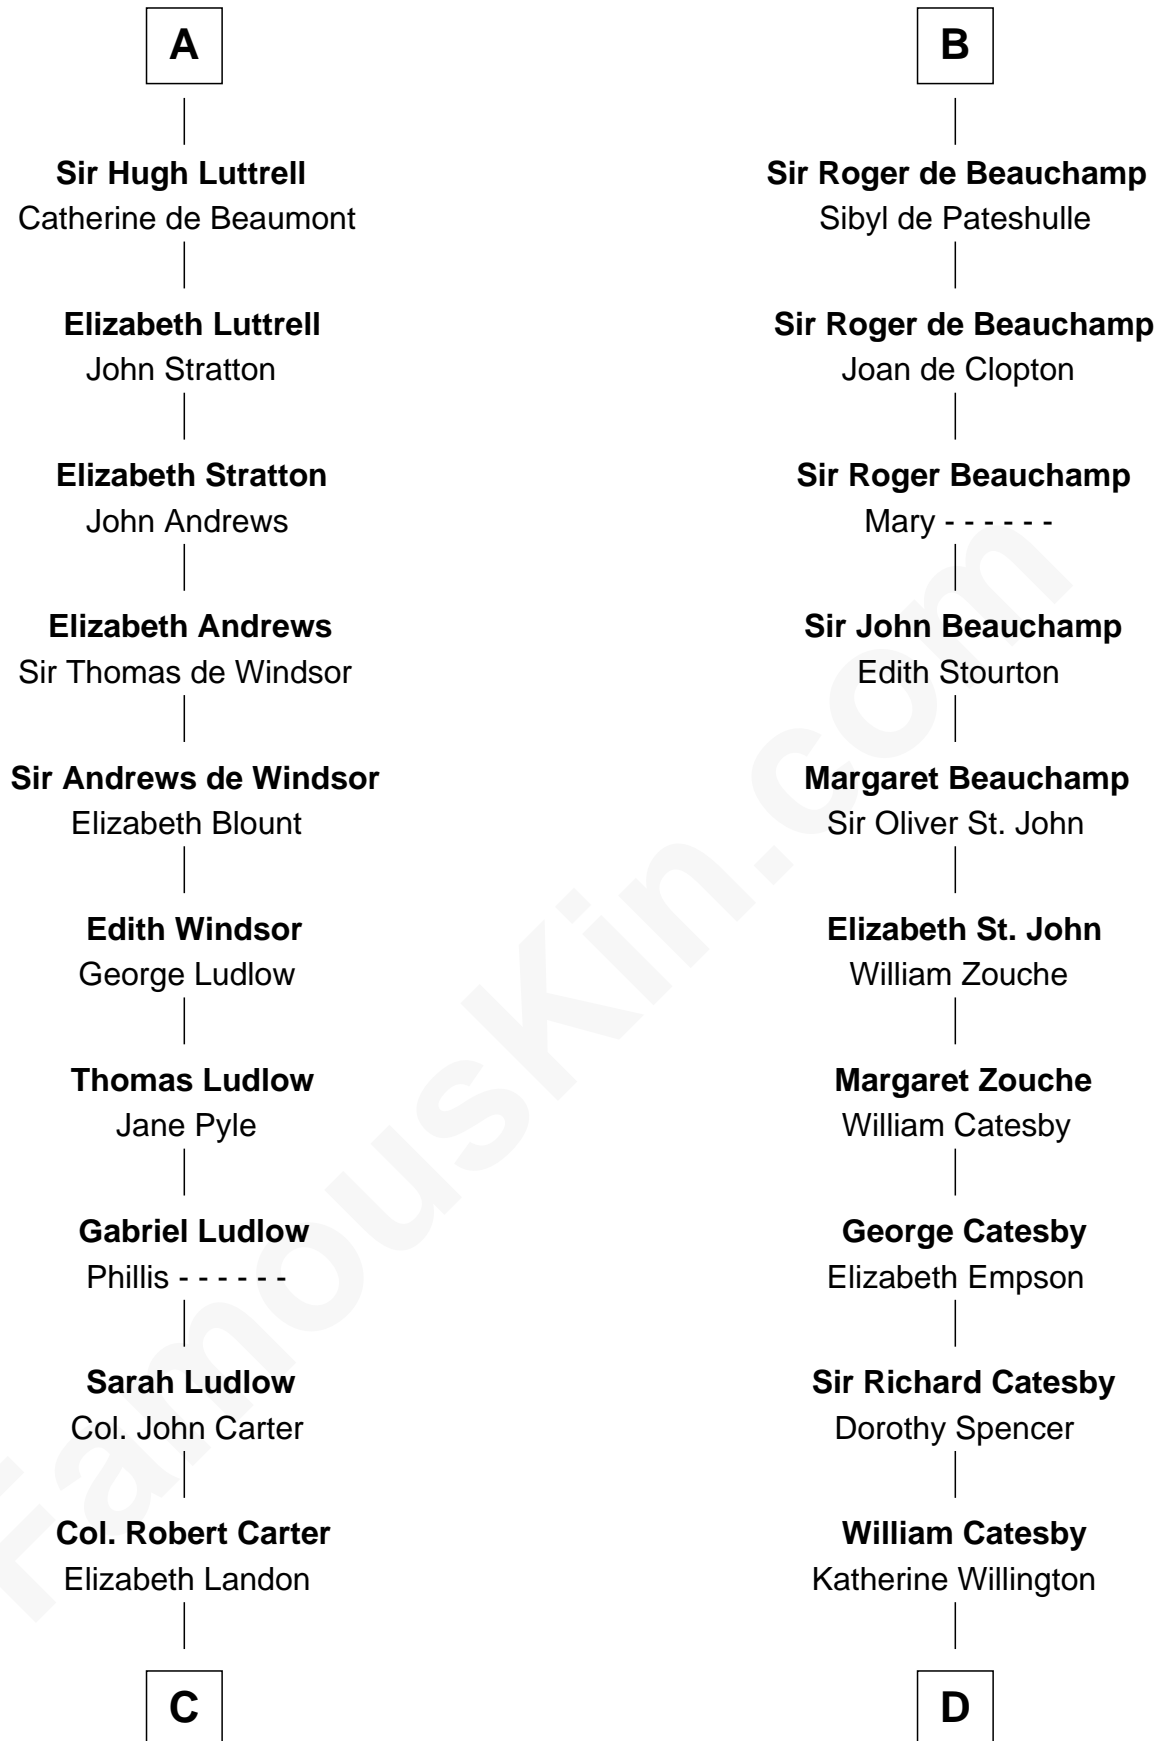 A
Sir Hugh Luttrell
Catherine de Beaumont
Elizabeth Luttrell
John Stratton
Elizabeth Stratton
John Andrews
Elizabeth Andrews
Sir Thomas de Windsor
Sir Andrews de Windsor
Elizabeth Blount
Edith Windsor
George Ludlow
Thomas Ludlow
Jane Pyle
Gabriel Ludlow
Phillis - - - - - -
Sarah Ludlow
Col. John Carter
Col. Robert Carter
Elizabeth Landon
C
B
Sir Roger de Beauchamp
Sibyl de Pateshulle
Sir Roger de Beauchamp
Joan de Clopton
Sir Roger Beauchamp
Mary - - - - - -
Sir John Beauchamp
Edith Stourton
Margaret Beauchamp
Sir Oliver St. John
Elizabeth St. John
William Zouche
Margaret Zouche
William Catesby
George Catesby
Elizabeth Empson
Sir Richard Catesby
Dorothy Spencer
William Catesby
Katherine Willington
D
FamousKin.com